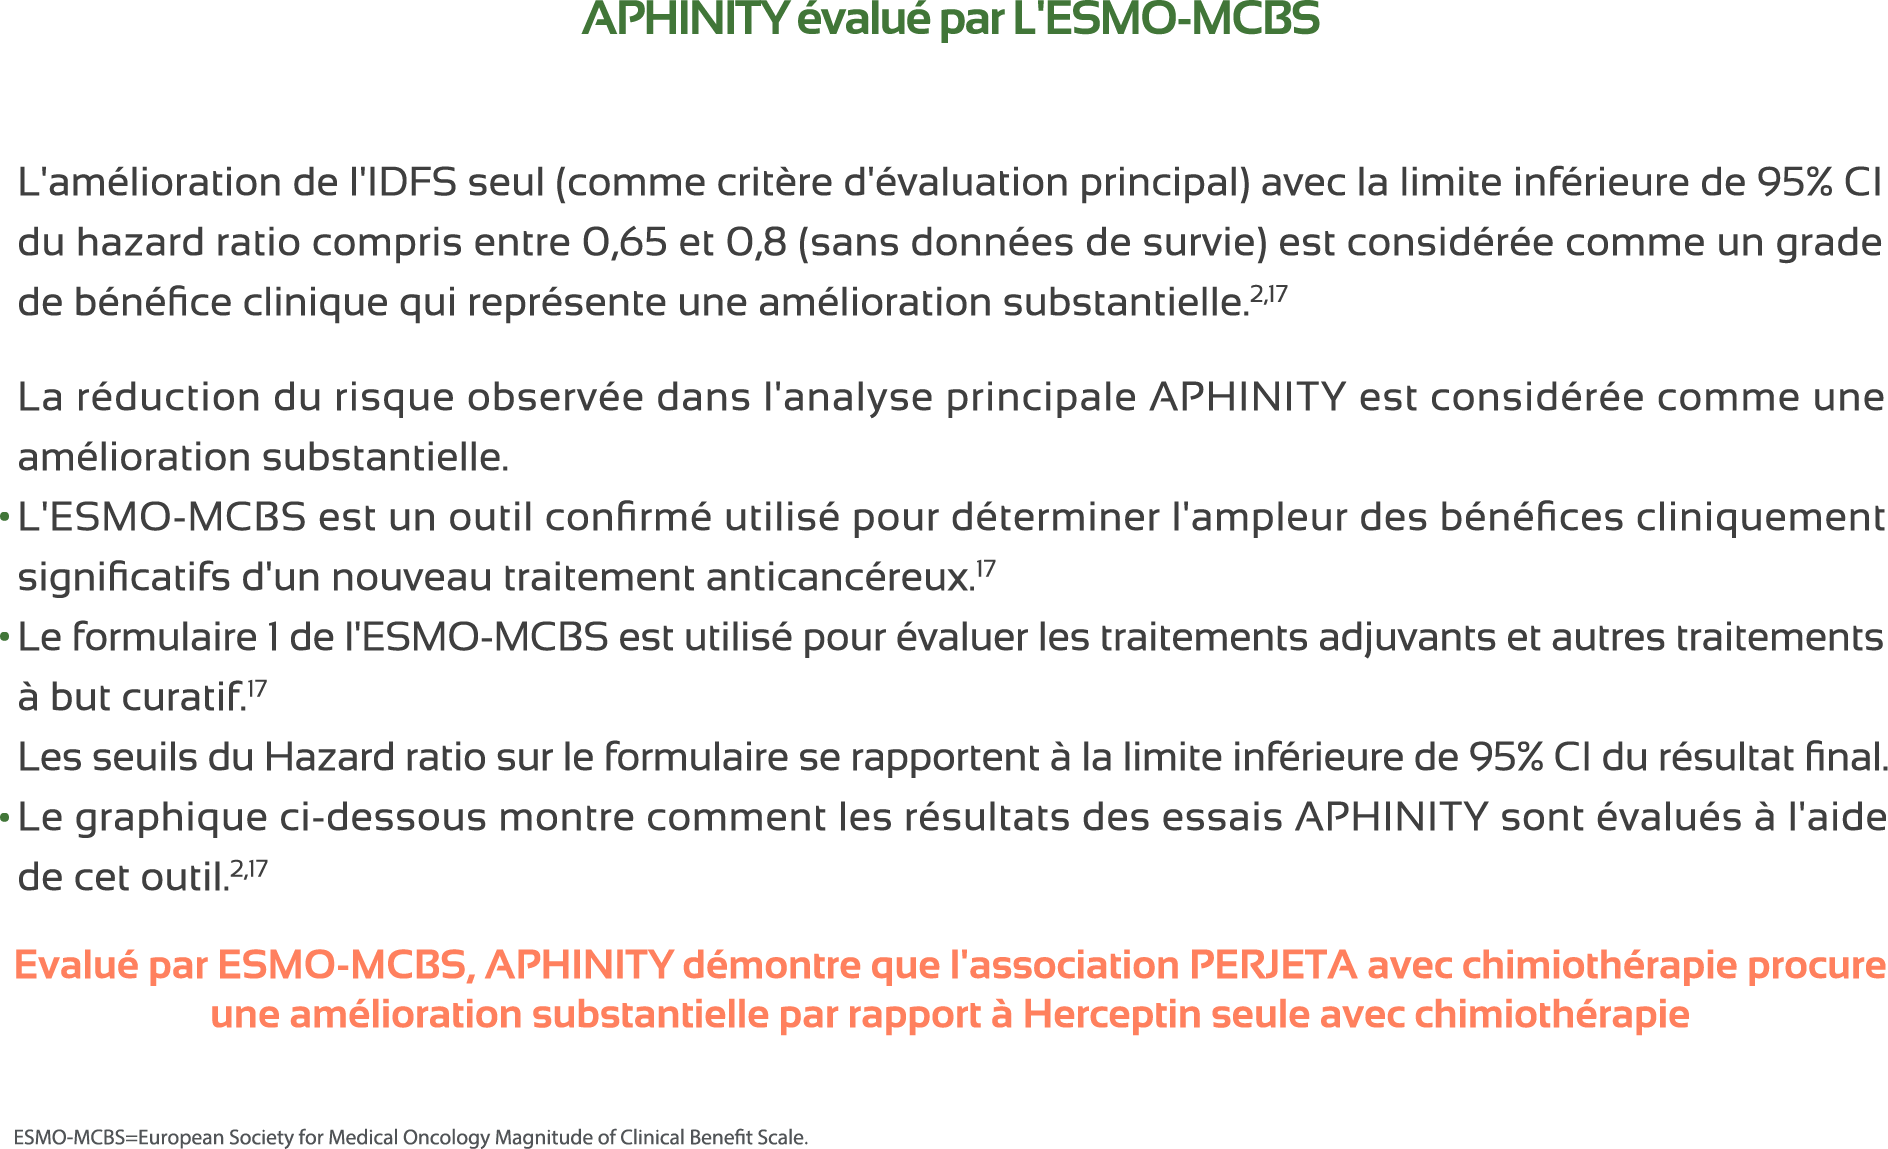 APHINITY évalué par L'ESMO-MCBS
L'amélioration de l'IDFS seul (comme critère d'évaluation principal) avec la limite inférieure de 95% CI
du hazard ratio compris entre 0,65 et 0,8 (sans données de survie) est considérée comme un grade
de bénéfice clinique qui représente une amélioration substantielle.2,17
La réduction du risque observée dans l'analyse principale APHINITY est considérée comme une
amélioration substantielle.
• L'ESMO-MCBS est un outil confirmé utilisé pour déterminer l'ampleur des bénéfices cliniquement
significatifs d'un nouveau traitement anticancéreux.17
• Le formulaire 1 de l'ESMO-MCBS est utilisé pour évaluer les traitements adjuvants et autres traitements
à but curatif.17
Les seuils du Hazard ratio sur le formulaire se rapportent à la limite inférieure de 95% CI du résultat final.
• Le graphique ci-dessous montre comment les résultats des essais APHINITY sont évalués à l'aide
de cet outil.2,17
Evalué par ESMO-MCBS, APHINITY démontre que l'association PERJETA avec chimiothérapie procure
une amélioration substantielle par rapport à Herceptin seule avec chimiothérapie
ESMO-MCBS=European Society for Medical Oncology Magnitude of Clinical Benefit Scale.